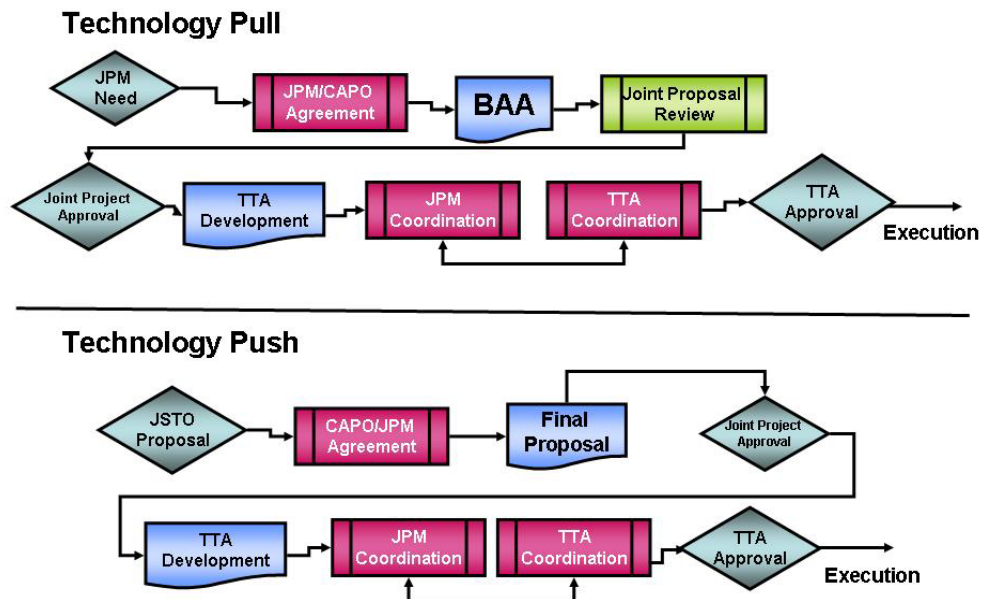 Technology Pull
JPM
Need
JPM/CAPO
Agreement
BAA
Joint Proposal
Review
Joint Project
Approval
TTA
Development
JPM
Coordination
TTA
Coordination
TTA
Approval
Execution
Technology Push
JSTO
Proposal
CAPO/JPM
Agreement
Final
Proposal
Joint Project
Approval
TTA
Development
JPM
Coordination
TTA
Coordination
TTA
Approval
Execution